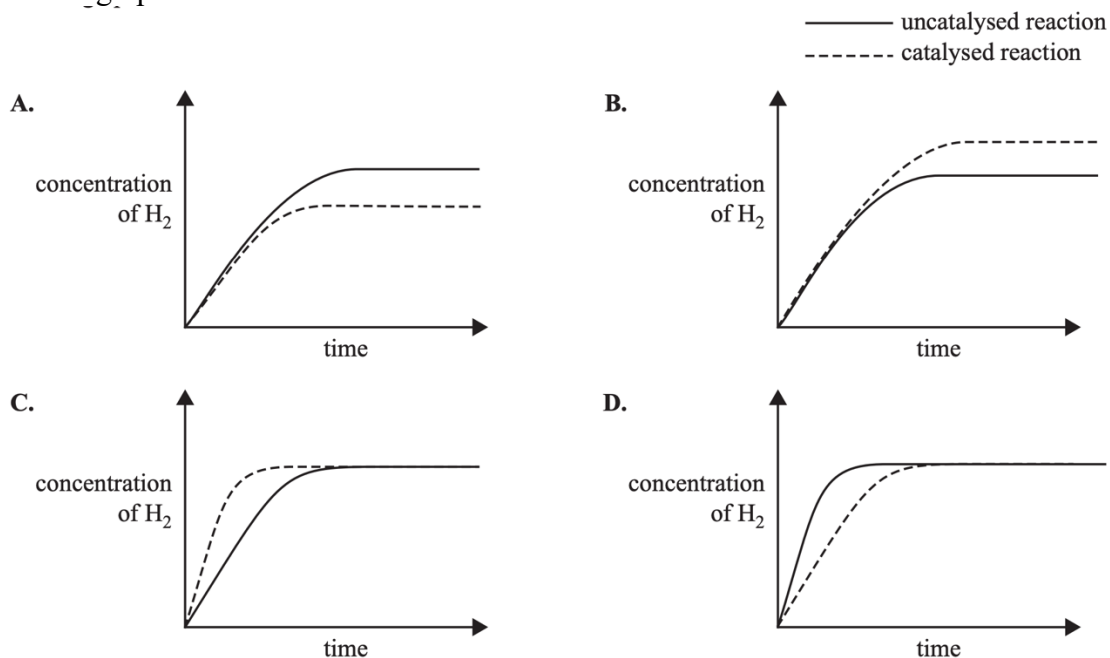 uncatalysed reaction
catalysed reaction
A.
concentration
of H₂
time
B.
concentration
of H₂
time
C.
concentration
of H₂
time
D.
concentration
of H₂
time